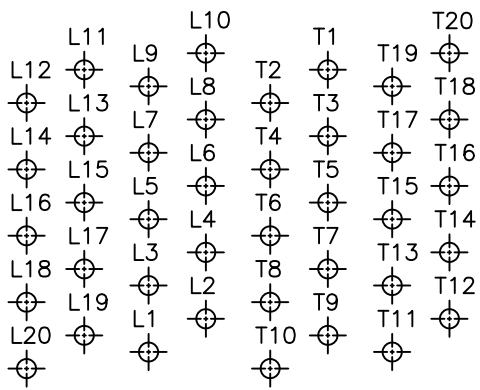 L10 T20
L11 T1
L9 T19
L12 T2
L8 T18
L13 T3
L7 T17
L14 T4
L6 T16
L15 T5
L5 T15
L16 T6
L4 T14
L17 T7
L3 T13
L18 T8
L2 T12
L19 T9
L1 T11
L20 T10